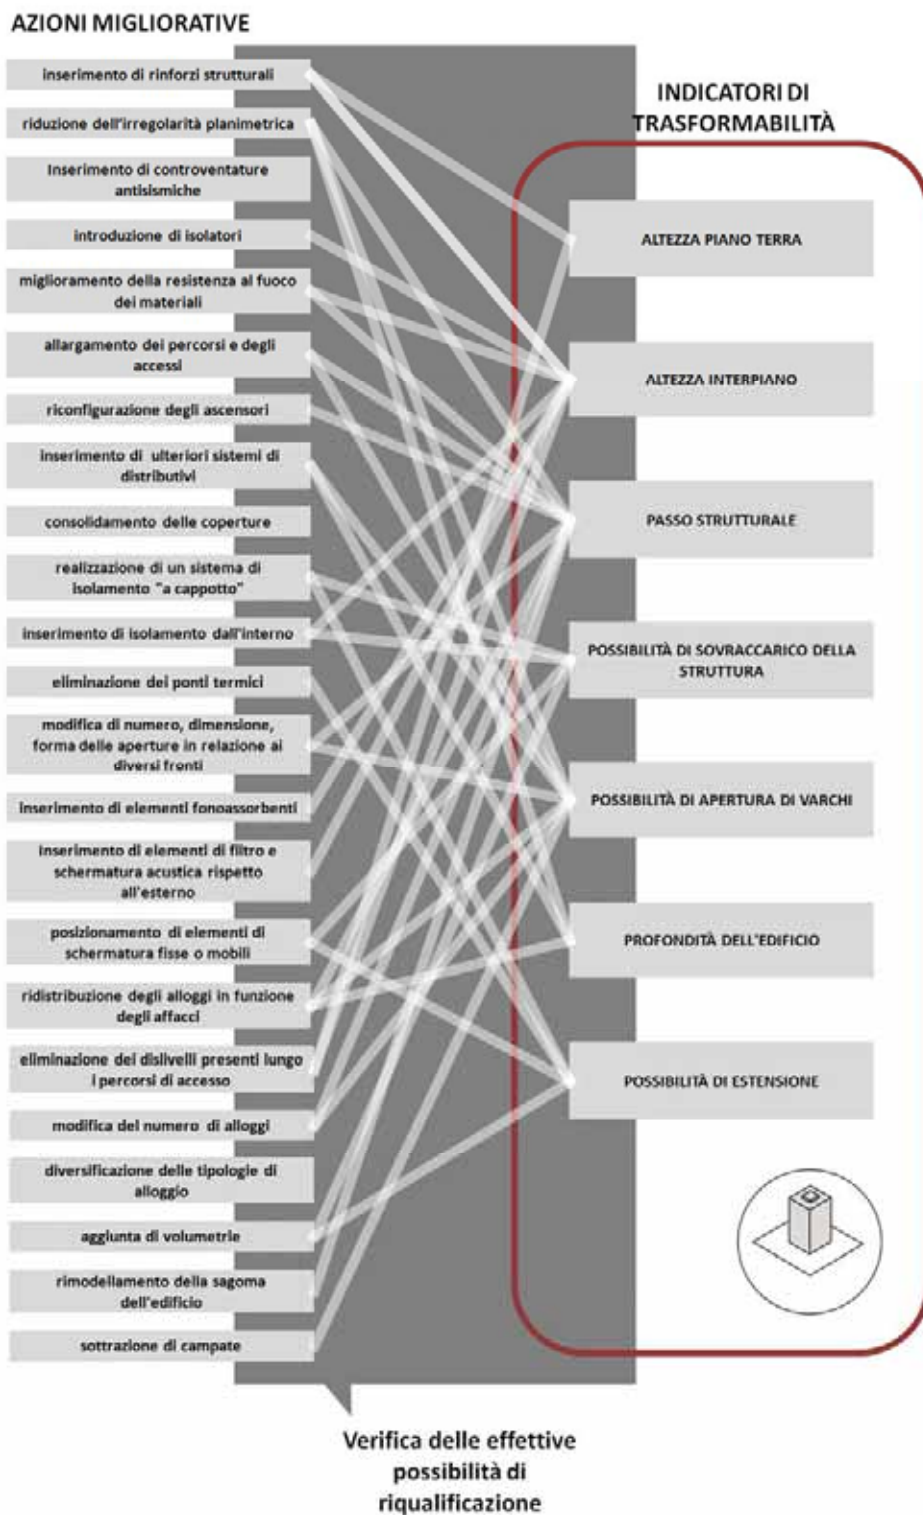 AZIONI MIGLIORATIVE
inserimento di rinforzi strutturali
riduzione dell'irregolarità planimetrica
Inserimento di controventature
antisismiche
introduzione di isolatori
miglioramento della resistenza al fuoco
dei materiali
allargamento dei percorsi e degli
accessi
riconfigurazione degli ascensori
inserimento di ulteriori sistemi di
distributivi
consolidamento delle coperture
realizzazione di un sistema di
isolamento "a cappotto"
inserimento di isolamento dall'interno
eliminazione dei ponti termici
modifica di numero, dimensione,
forma delle aperture in relazione ai
diversi fronti
inserimento di elementi fonoassorbenti
inserimento di elementi di filtro e
schermatura acustica rispetto
all'esterno
posizionamento di elementi di
schermatura fisse o mobili
ridistribuzione degli alloggi in funzione
degli affacci
eliminazione dei dislivelli presenti lungo
i percorsi di accesso
modifica del numero di alloggi
diversificazione delle tipologie di
alloggio
aggiunta di volumetrie
rimodellamento della sagoma
dell'edificio
sottrazione di campate
INDICATORI DI
TRASFORMABILITÀ
ALTEZZA PIANO TERRA
ALTEZZA INTERPIANO
PASSO STRUTTURALE
POSSIBILITÀ DI SOVRACCARICO DELLA
STRUTTURA
POSSIBILITÀ DI APERTURA DI VARCHI
PROFONDITÀ DELL'EDIFICIO
POSSIBILITÀ DI ESTENSIONE
Verifica delle effettive
possibilità di
riqualificazione